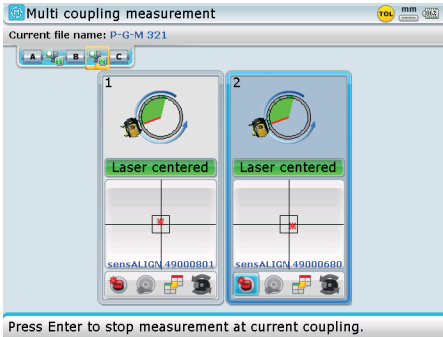 Multi coupling measurement
TOL mm
Current file name: P-G-M 321
A B C
1
2
Laser centered
Laser centered
sensALIGN 49000801
sensALIGN 49000680
Press Enter to stop measurement at current coupling.